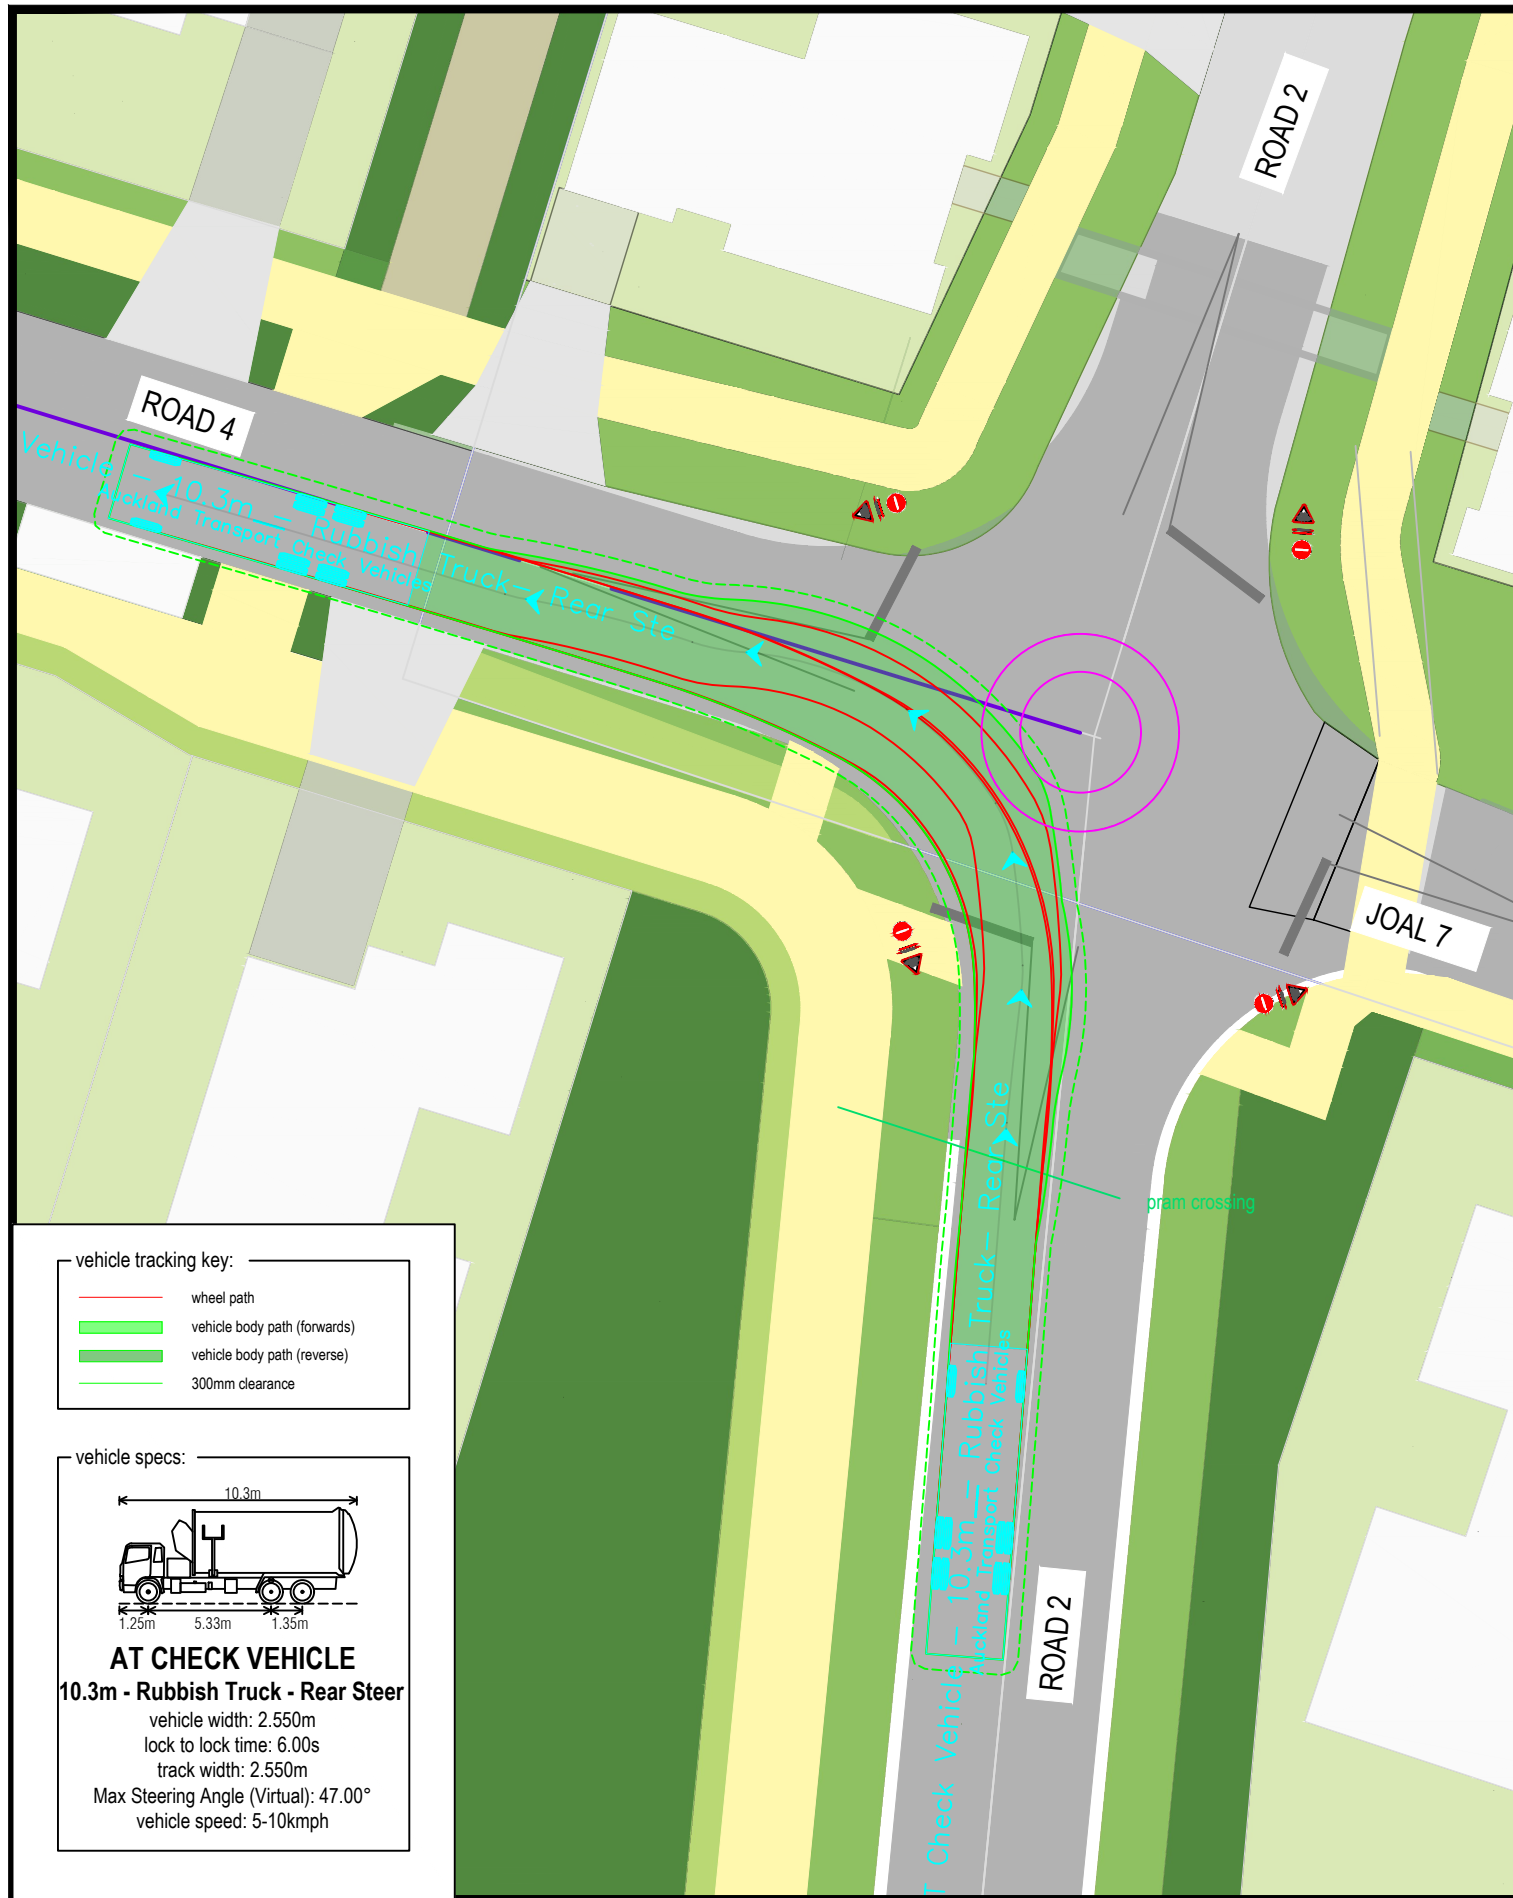 ROAD 2
ROAD 4
Vehicle - 10.3m - Rubbish Truck - Rear Ste
Auckland Transport Check Vehicles
JOAL 7
pram crossing
T Check Vehicle - 10.3m - Rubbish Truck - Rear Ste
Auckland Transport Check Vehicles
ROAD 2
vehicle tracking key:
wheel path
vehicle body path (forwards)
vehicle body path (reverse)
300mm clearance
vehicle specs:
10.3m
1.25m 5.33m 1.35m
AT CHECK VEHICLE
10.3m - Rubbish Truck - Rear Steer
vehicle width: 2.550m
lock to lock time: 6.00s
track width: 2.550m
Max Steering Angle (Virtual): 47.00°
vehicle speed: 5-10kmph